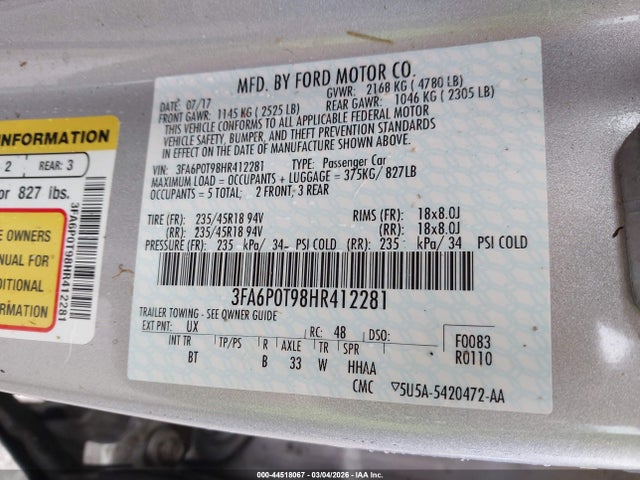 MFD. BY FORD MOTOR CO.
DATE: 07/17 GVWR: 2168 KG ( 4780 LB)
FRONT GAWR: 1145 KG ( 2525 LB) REAR GAWR: 1046 KG ( 2305 LB)
THIS VEHICLE CONFORMS TO ALL APPLICABLE FEDERAL MOTOR
VEHICLE SAFETY, BUMPER, AND THEFT PREVENTION STANDARDS
IN EFFECT ON THE DATE OF MANUFACTURE SHOWN ABOVE.
VIN: 3FA6P0T98HR412281 TYPE: Passenger Car
MAXIMUM LOAD = OCCUPANTS + LUGGAGE = 375KG/ 827LB
OCCUPANTS = 5 TOTAL; 2 FRONT; 3 REAR
TIRE (FR): 235/45R18 94V RIMS (FR): 18x8.0J
(RR): 235/45R18 94V (RR): 18x8.0J
PRESSURE (FR): 235 kPa/ 34 PSI COLD (RR): 235 kPa/ 34 PSI COLD
3FA6P0T98HR412281
TRAILER TOWING - SEE OWNER GUIDE
EXT PNT: UX RC: 48 DSO: F0083
INT TR TP/PS R AXLE TR SPR R0110
BT B 33 W HHAA
CMC 5U5A-5420472-AA
INFORMATION
2 REAR: 3
or 827 lbs.
E OWNERS
MANUAL FOR
DITIONAL
FORMATION
3FA6P0T98HR412281
000-44518067 | 03/04/2026 - IAA Inc.